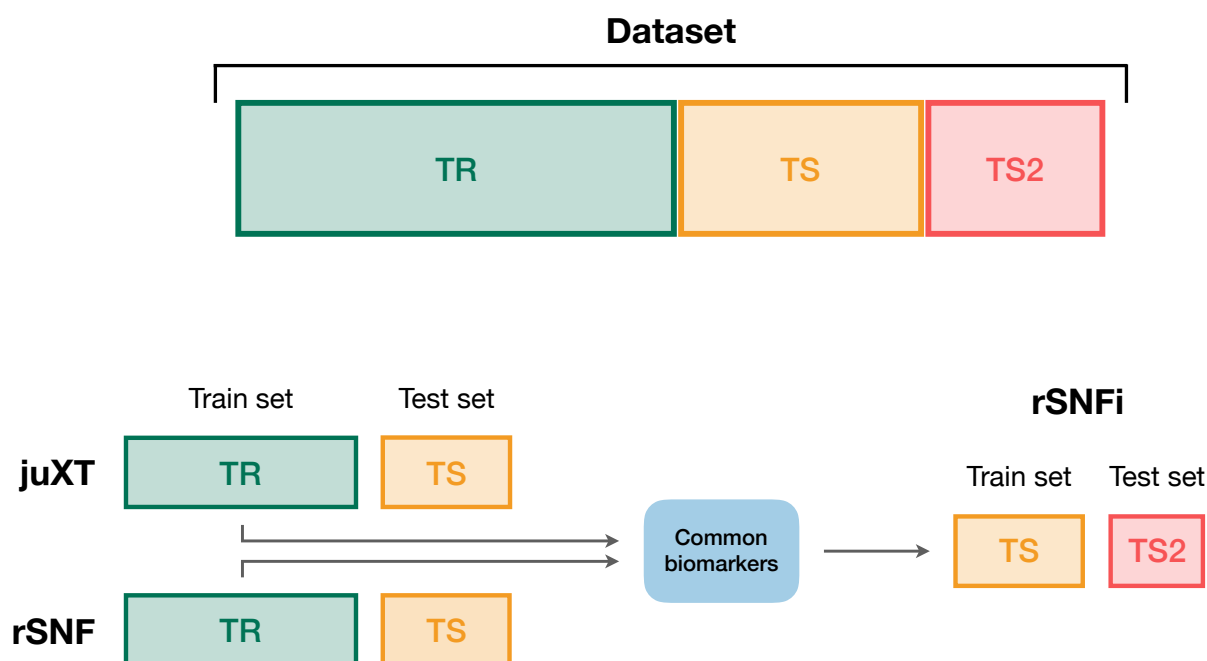 Dataset
TR
TS
TS2
Train set
Test set
rSNFi
juXT
TR
TS
Train set
Test set
Common
biomarkers
TS
TS2
rSNF
TR
TS